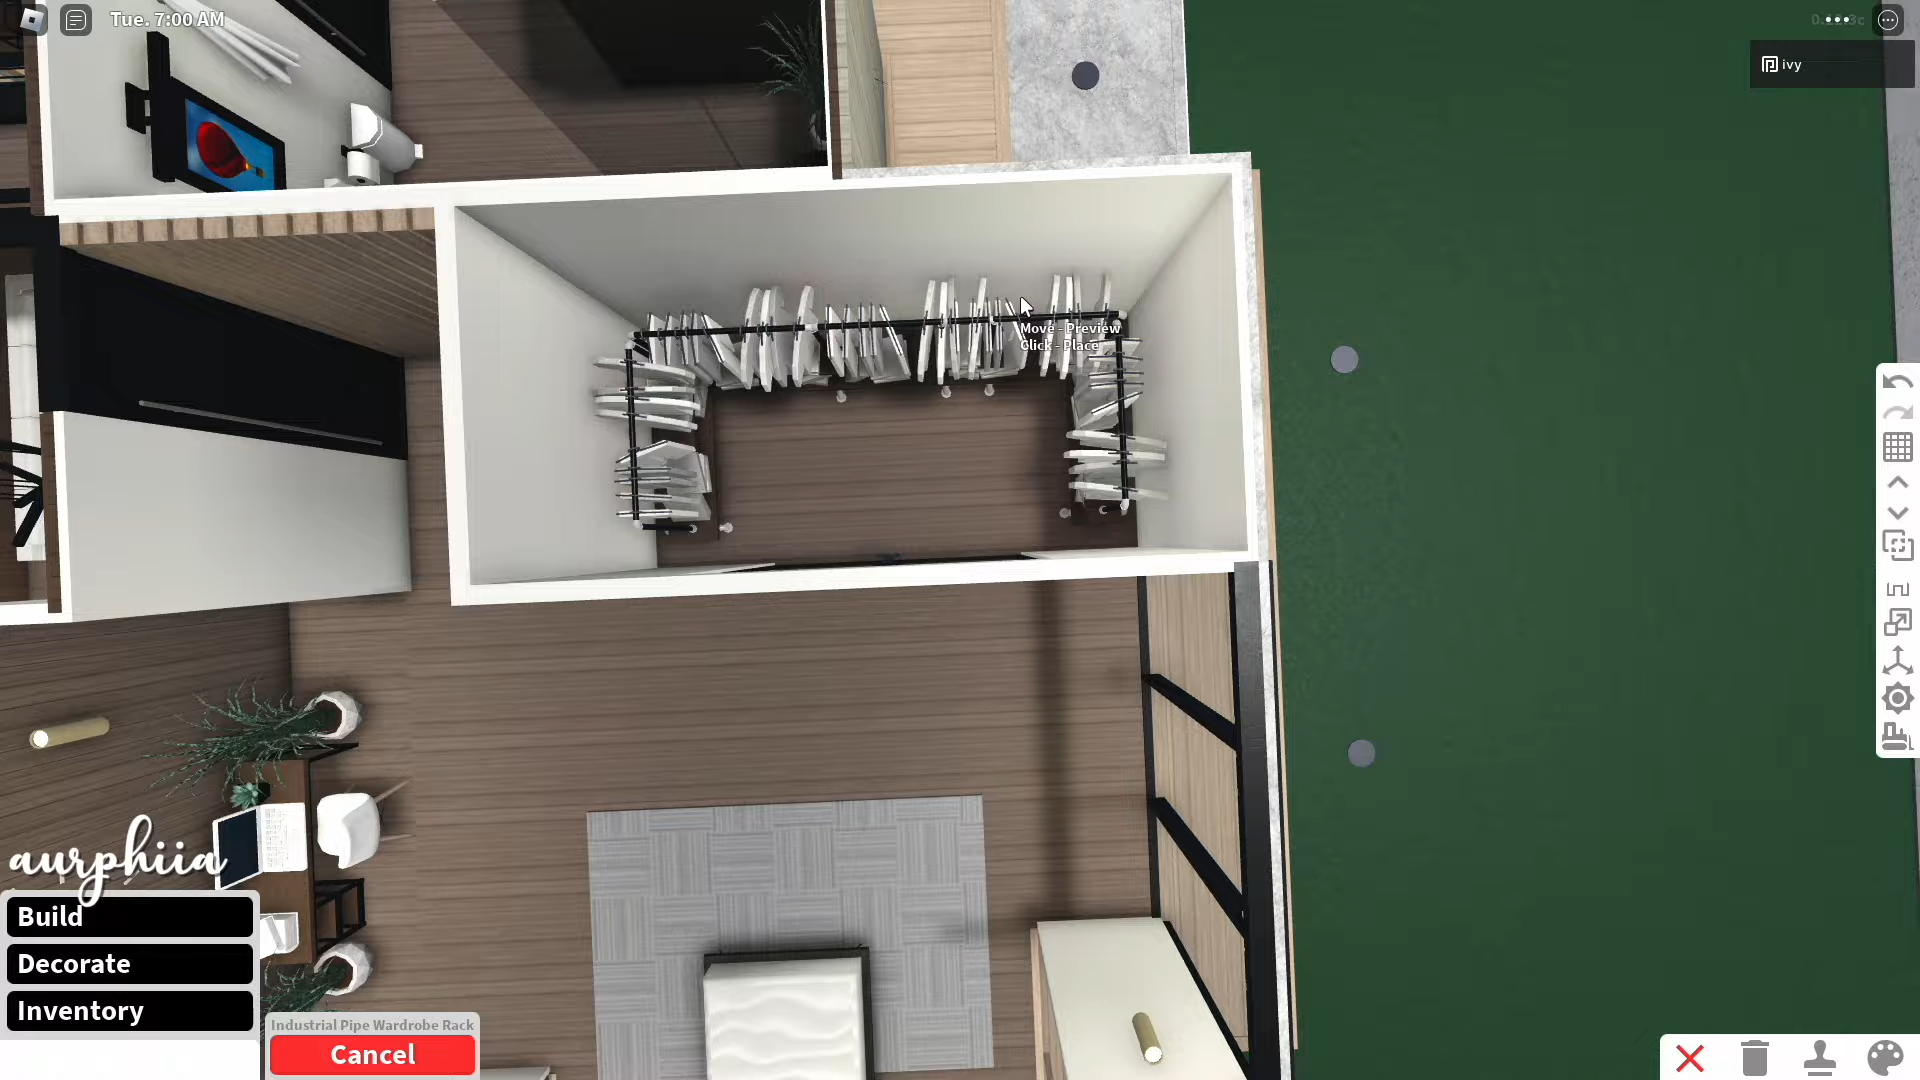 Tue. 7:00 AM
ivy
Move - Preview
Click - Place
aurphiia
Build
Decorate
Inventory
Industrial Pipe Wardrobe Rack
Cancel